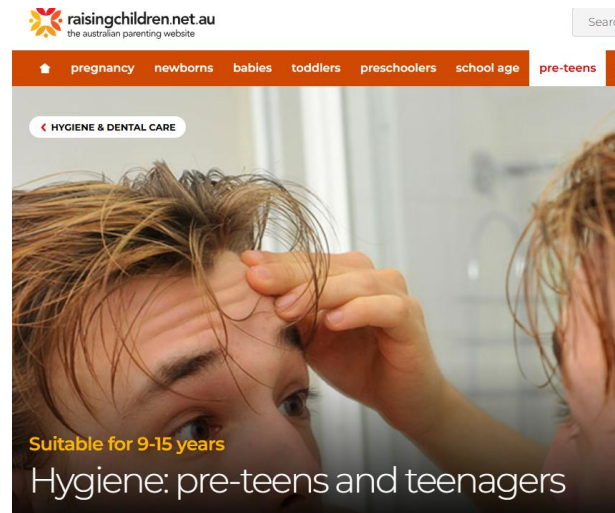 raisingchildren.net.au
the australian parenting website
Sear
pregnancy newborns babies toddlers preschoolers school age pre-teens
HYGIENE & DENTAL CARE
Suitable for 9-15 years
Hygiene: pre-teens and teenagers